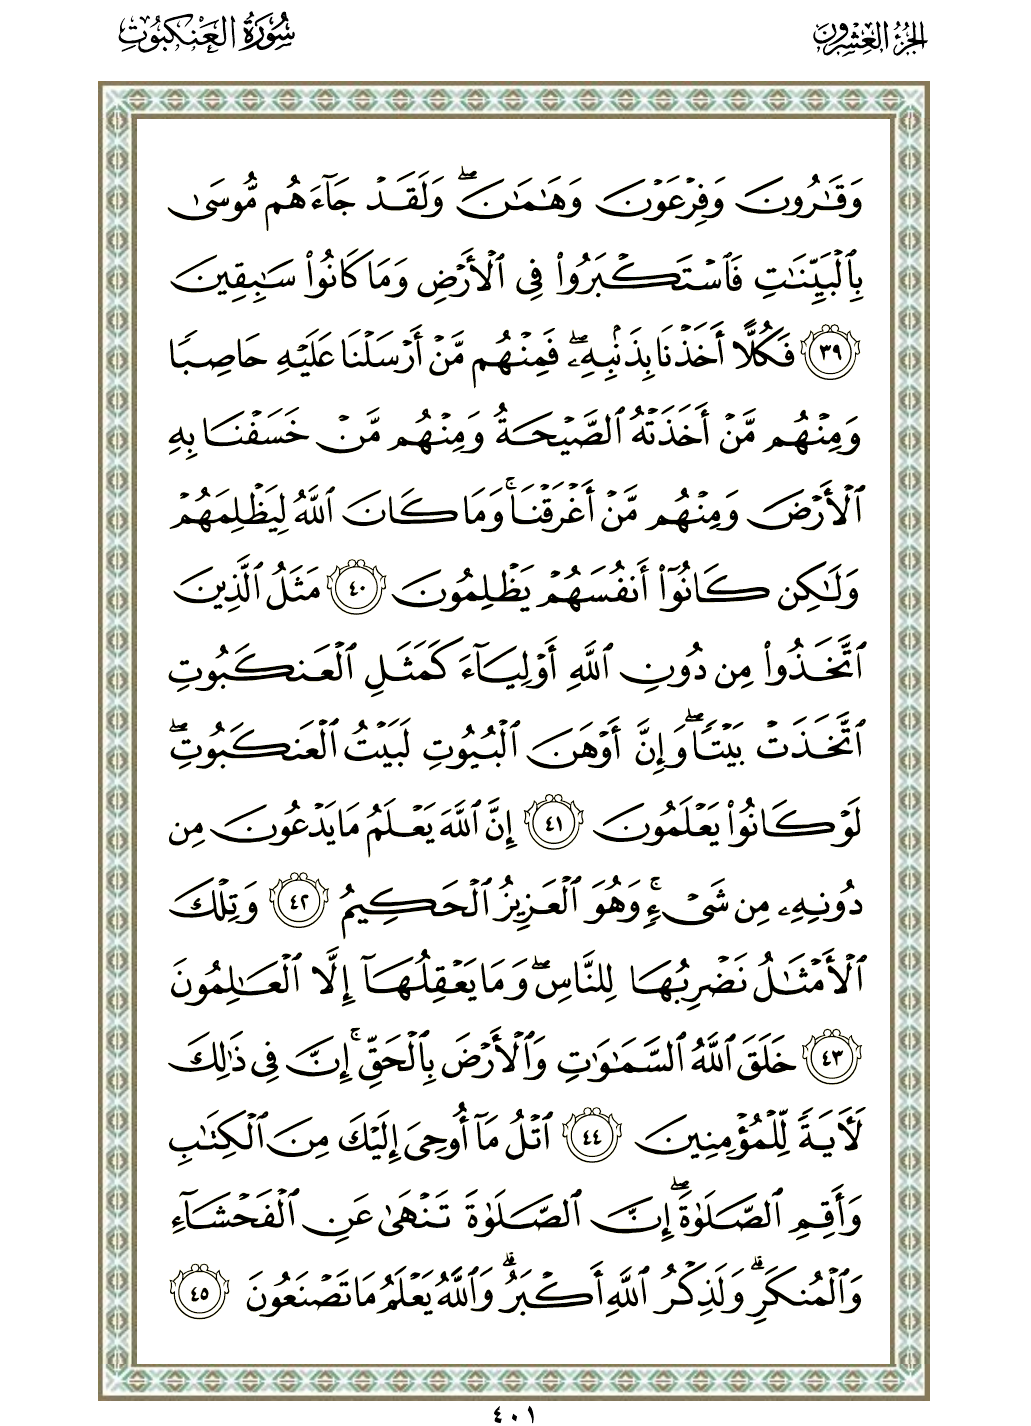 الجزء العشرون
سورة العنكبوت
وَقَٰرُونَ وَفِرْعَوْنَ وَهَٰمَٰنَ ۖ وَلَقَدْ جَآءَهُم مُّوسَىٰ
بِٱلْبَيِّنَٰتِ فَٱسْتَكْبَرُوا۟ فِى ٱلْأَرْضِ وَمَا كَانُوا۟ سَٰبِقِينَ
٣٩ فَكُلًّا أَخَذْنَا بِذَنۢبِهِۦ ۖ فَمِنْهُم مَّنْ أَرْسَلْنَا عَلَيْهِ حَاصِبًا
وَمِنْهُم مَّنْ أَخَذَتْهُ ٱلصَّيْحَةُ وَمِنْهُم مَّنْ خَسَفْنَا بِهِ
ٱلْأَرْضَ وَمِنْهُم مَّنْ أَغْرَقْنَا ۚ وَمَا كَانَ ٱللَّهُ لِيَظْلِمَهُمْ
وَلَٰكِن كَانُوٓا۟ أَنفُسَهُمْ يَظْلِمُونَ ٤٠ مَثَلُ ٱلَّذِينَ
ٱتَّخَذُوا۟ مِن دُونِ ٱللَّهِ أَوْلِيَآءَ كَمَثَلِ ٱلْعَنكَبُوتِ
ٱتَّخَذَتْ بَيْتًا ۖ وَإِنَّ أَوْهَنَ ٱلْبُيُوتِ لَبَيْتُ ٱلْعَنكَبُوتِ ۖ
لَوْ كَانُوا۟ يَعْلَمُونَ ٤١ إِنَّ ٱللَّهَ يَعْلَمُ مَا يَدْعُونَ مِن
دُونِهِۦ مِن شَىْءٍ ۚ وَهُوَ ٱلْعَزِيزُ ٱلْحَكِيمُ ٤٢ وَتِلْكَ
ٱلْأَمْثَٰلُ نَضْرِبُهَا لِلنَّاسِ ۖ وَمَا يَعْقِلُهَآ إِلَّا ٱلْعَٰلِمُونَ
٤٣ خَلَقَ ٱللَّهُ ٱلسَّمَٰوَٰتِ وَٱلْأَرْضَ بِٱلْحَقِّ ۚ إِنَّ فِى ذَٰلِكَ
لَءَايَةً لِّلْمُؤْمِنِينَ ٤٤ ٱتْلُ مَآ أُوحِىَ إِلَيْكَ مِنَ ٱلْكِتَٰبِ
وَأَقِمِ ٱلصَّلَوٰةَ ۖ إِنَّ ٱلصَّلَوٰةَ تَنْهَىٰ عَنِ ٱلْفَحْشَآءِ
وَٱلْمُنكَرِ ۗ وَلَذِكْرُ ٱللَّهِ أَكْبَرُ ۗ وَٱللَّهُ يَعْلَمُ مَا تَصْنَعُونَ ٤٥
٤٠١